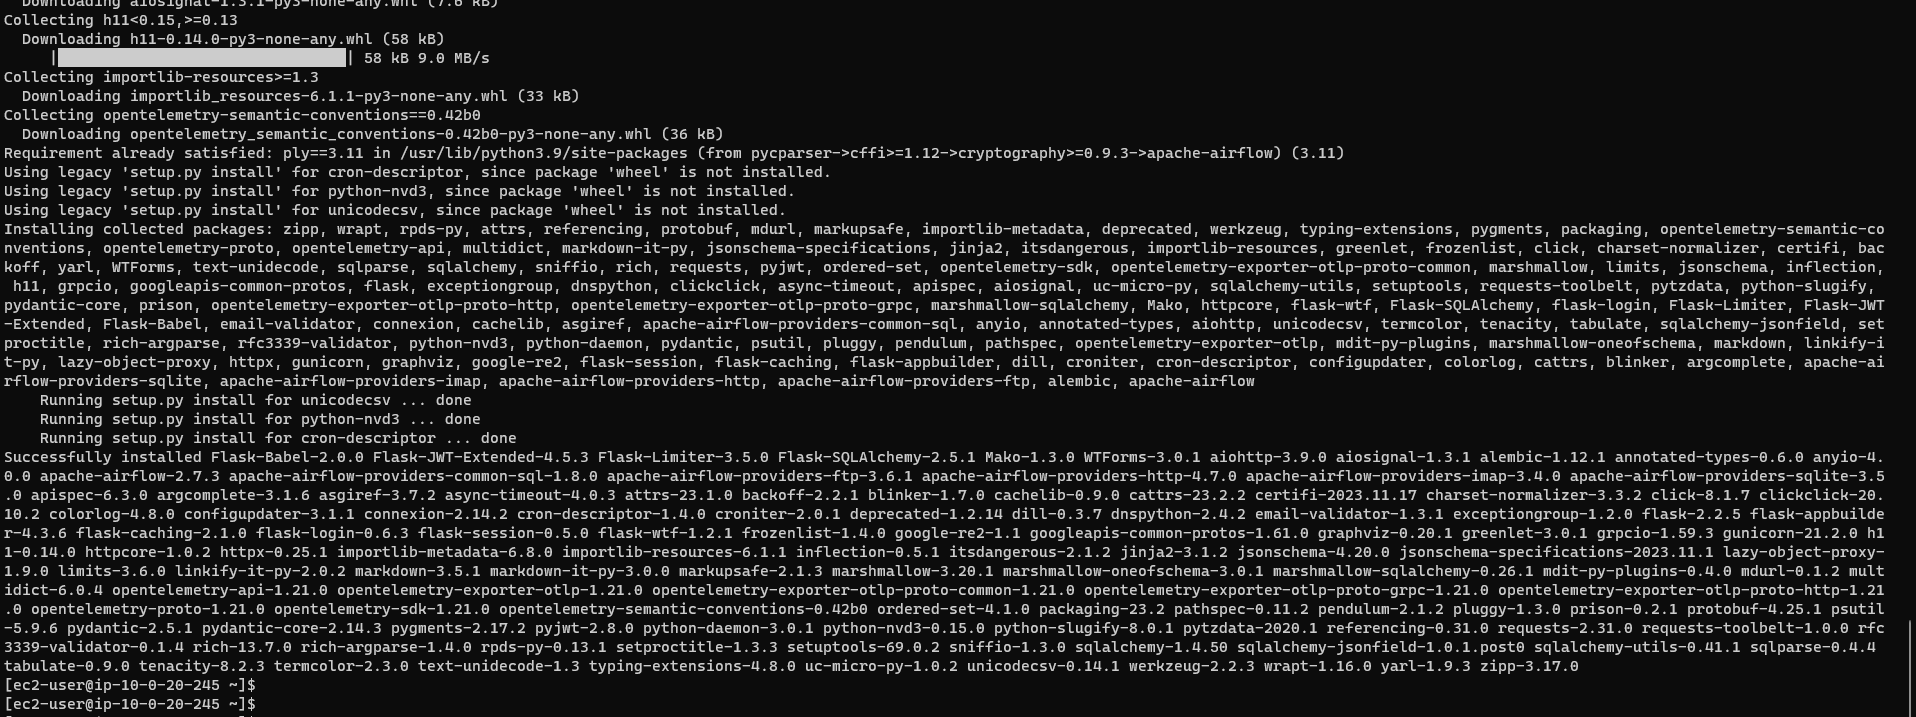 Downloading aiosignal-1.3.1-py3-none-any.whl (7.6 kB)
Collecting h11<0.15,>=0.13
  Downloading h11-0.14.0-py3-none-any.whl (58 kB)
     |████████████████████████████████| 58 kB 9.0 MB/s
Collecting importlib-resources>=1.3
  Downloading importlib_resources-6.1.1-py3-none-any.whl (33 kB)
Collecting opentelemetry-semantic-conventions==0.42b0
  Downloading opentelemetry_semantic_conventions-0.42b0-py3-none-any.whl (36 kB)
Requirement already satisfied: ply==3.11 in /usr/lib/python3.9/site-packages (from pycparser->cffi>=1.12->cryptography>=0.9.3->apache-airflow) (3.11)
Using legacy 'setup.py install' for cron-descriptor, since package 'wheel' is not installed.
Using legacy 'setup.py install' for python-nvd3, since package 'wheel' is not installed.
Using legacy 'setup.py install' for unicodecsv, since package 'wheel' is not installed.
Installing collected packages: zipp, wrapt, rpds-py, attrs, referencing, protobuf, mdurl, markupsafe, importlib-metadata, deprecated, werkzeug, typing-extensions, pygments, packaging, opentelemetry-semantic-co
nventions, opentelemetry-proto, opentelemetry-api, multidict, markdown-it-py, jsonschema-specifications, jinja2, itsdangerous, importlib-resources, greenlet, frozenlist, click, charset-normalizer, certifi, bac
koff, yarl, WTForms, text-unidecode, sqlparse, sqlalchemy, sniffio, rich, requests, pyjwt, ordered-set, opentelemetry-sdk, opentelemetry-exporter-otlp-proto-common, marshmallow, limits, jsonschema, inflection,
 h11, grpcio, googleapis-common-protos, flask, exceptiongroup, dnspython, clickclick, async-timeout, apispec, aiosignal, uc-micro-py, sqlalchemy-utils, setuptools, requests-toolbelt, pytzdata, python-slugify, 
pydantic-core, prison, opentelemetry-exporter-otlp-proto-http, opentelemetry-exporter-otlp-proto-grpc, marshmallow-sqlalchemy, Mako, httpcore, flask-wtf, Flask-SQLAlchemy, flask-login, Flask-Limiter, Flask-JWT
-Extended, Flask-Babel, email-validator, connexion, cachelib, asgiref, apache-airflow-providers-common-sql, anyio, annotated-types, aiohttp, unicodecsv, termcolor, tenacity, tabulate, sqlalchemy-jsonfield, set
proctitle, rich-argparse, rfc3339-validator, python-nvd3, python-daemon, pydantic, psutil, pluggy, pendulum, pathspec, opentelemetry-exporter-otlp, mdit-py-plugins, marshmallow-oneofschema, markdown, linkify-i
t-py, lazy-object-proxy, httpx, gunicorn, graphviz, google-re2, flask-session, flask-caching, flask-appbuilder, dill, croniter, cron-descriptor, configupdater, colorlog, cattrs, blinker, argcomplete, apache-ai
rflow-providers-sqlite, apache-airflow-providers-imap, apache-airflow-providers-http, apache-airflow-providers-ftp, alembic, apache-airflow
    Running setup.py install for unicodecsv ... done
    Running setup.py install for python-nvd3 ... done
    Running setup.py install for cron-descriptor ... done
Successfully installed Flask-Babel-2.0.0 Flask-JWT-Extended-4.5.3 Flask-Limiter-3.5.0 Flask-SQLAlchemy-2.5.1 Mako-1.3.0 WTForms-3.0.1 aiohttp-3.9.0 aiosignal-1.3.1 alembic-1.12.1 annotated-types-0.6.0 anyio-4.
0.0 apache-airflow-2.7.3 apache-airflow-providers-common-sql-1.8.0 apache-airflow-providers-ftp-3.6.1 apache-airflow-providers-http-4.7.0 apache-airflow-providers-imap-3.4.0 apache-airflow-providers-sqlite-3.5
.0 apispec-6.3.0 argcomplete-3.1.6 asgiref-3.7.2 async-timeout-4.0.3 attrs-23.1.0 backoff-2.2.1 blinker-1.7.0 cachelib-0.9.0 cattrs-23.2.2 certifi-2023.11.17 charset-normalizer-3.3.2 click-8.1.7 clickclick-20.
10.2 colorlog-4.8.0 configupdater-3.1.1 connexion-2.14.2 cron-descriptor-1.4.0 croniter-2.0.1 deprecated-1.2.14 dill-0.3.7 dnspython-2.4.2 email-validator-1.3.1 exceptiongroup-1.2.0 flask-2.2.5 flask-appbuilde
r-4.3.6 flask-caching-2.1.0 flask-login-0.6.3 flask-session-0.5.0 flask-wtf-1.2.1 frozenlist-1.4.0 google-re2-1.1 googleapis-common-protos-1.61.0 graphviz-0.20.1 greenlet-3.0.1 grpcio-1.59.3 gunicorn-21.2.0 h1
1-0.14.0 httpcore-1.0.2 httpx-0.25.1 importlib-metadata-6.8.0 importlib-resources-6.1.1 inflection-0.5.1 itsdangerous-2.1.2 jinja2-3.1.2 jsonschema-4.20.0 jsonschema-specifications-2023.11.1 lazy-object-proxy-
1.9.0 limits-3.6.0 linkify-it-py-2.0.2 markdown-3.5.1 markdown-it-py-3.0.0 markupsafe-2.1.3 marshmallow-3.20.1 marshmallow-oneofschema-3.0.1 marshmallow-sqlalchemy-0.26.1 mdit-py-plugins-0.4.0 mdurl-0.1.2 mult
idict-6.0.4 opentelemetry-api-1.21.0 opentelemetry-exporter-otlp-1.21.0 opentelemetry-exporter-otlp-proto-common-1.21.0 opentelemetry-exporter-otlp-proto-grpc-1.21.0 opentelemetry-exporter-otlp-proto-http-1.21
.0 opentelemetry-proto-1.21.0 opentelemetry-sdk-1.21.0 opentelemetry-semantic-conventions-0.42b0 ordered-set-4.1.0 packaging-23.2 pathspec-0.11.2 pendulum-2.1.2 pluggy-1.3.0 prison-0.2.1 protobuf-4.25.1 psutil
-5.9.6 pydantic-2.5.1 pydantic-core-2.14.3 pygments-2.17.2 pyjwt-2.8.0 python-daemon-3.0.1 python-nvd3-0.15.0 python-slugify-8.0.1 pytzdata-2020.1 referencing-0.31.0 requests-2.31.0 requests-toolbelt-1.0.0 rfc
3339-validator-0.1.4 rich-13.7.0 rich-argparse-1.4.0 rpds-py-0.13.1 setproctitle-1.3.3 setuptools-69.0.2 sniffio-1.3.0 sqlalchemy-1.4.50 sqlalchemy-jsonfield-1.0.1.post0 sqlalchemy-utils-0.41.1 sqlparse-0.4.4
tabulate-0.9.0 tenacity-8.2.3 termcolor-2.3.0 text-unidecode-1.3 typing-extensions-4.8.0 uc-micro-py-1.0.2 unicodecsv-0.14.1 werkzeug-2.2.3 wrapt-1.16.0 yarl-1.9.3 zipp-3.17.0
[ec2-user@ip-10-0-20-245 ~]$
[ec2-user@ip-10-0-20-245 ~]$